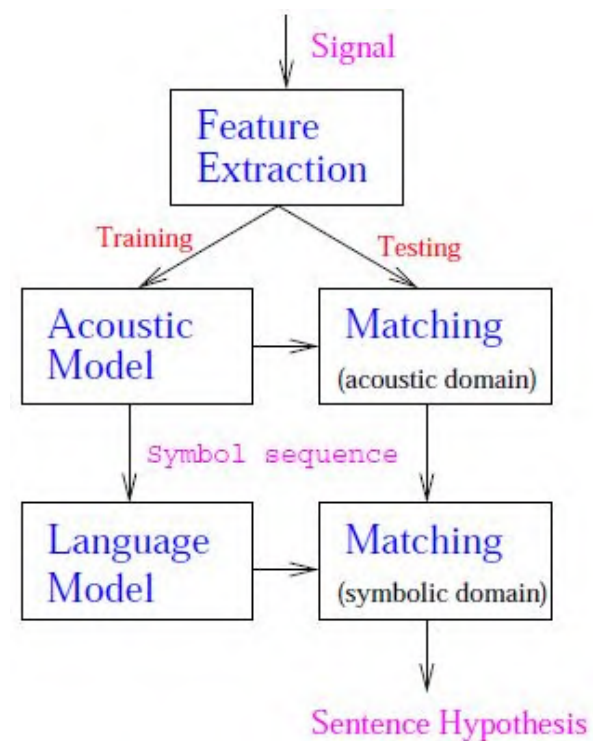 Signal
Feature
Extraction
Training
Testing
Acoustic
Model
Matching
(acoustic domain)
Symbol sequence
Language
Model
Matching
(symbolic domain)
Sentence Hypothesis